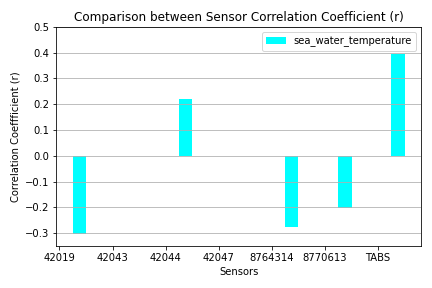 Comparison between Sensor Correlation Coefficient (r)
sea_water_temperature
Correlation Coeffficient (r)
0.5
0.4
0.3
0.2
0.1
0.0
−0.1
−0.2
−0.3
42019 42043 42044 42047 8764314 8770613 TABS
Sensors